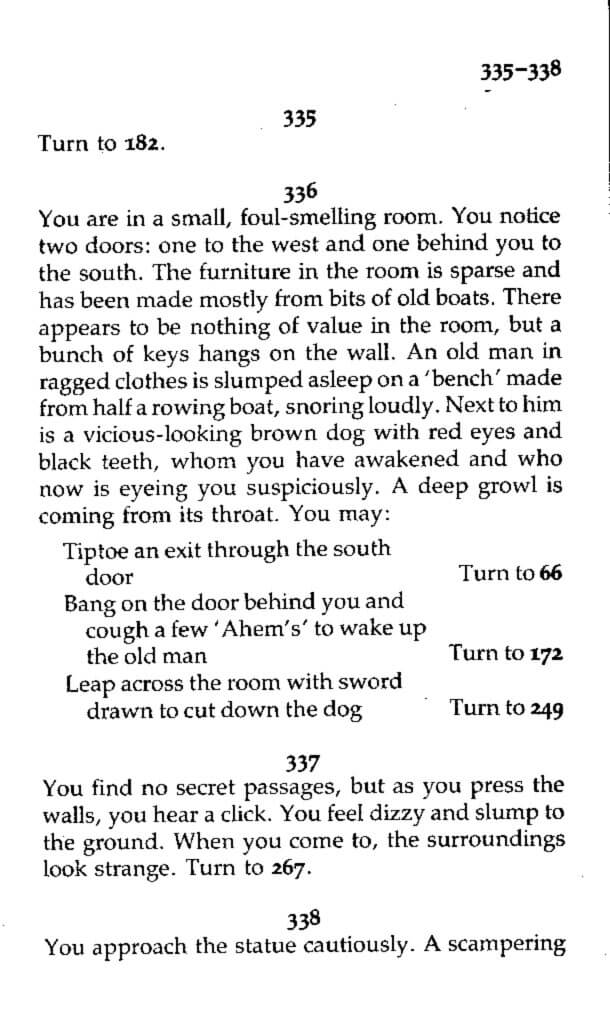 335–338
335
Turn to 182.
336
You are in a small, foul-smelling room. You notice
two doors: one to the west and one behind you to
the south. The furniture in the room is sparse and
has been made mostly from bits of old boats. There
appears to be nothing of value in the room, but a
bunch of keys hangs on the wall. An old man in
ragged clothes is slumped asleep on a ‘bench’ made
from half a rowing boat, snoring loudly. Next to him
is a vicious-looking brown dog with red eyes and
black teeth, whom you have awakened and who
now is eyeing you suspiciously. A deep growl is
coming from its throat. You may:
Tiptoe an exit through the south
door Turn to 66
Bang on the door behind you and
cough a few ‘Ahem's’ to wake up
the old man Turn to 172
Leap across the room with sword
drawn to cut down the dog Turn to 249
337
You find no secret passages, but as you press the
walls, you hear a click. You feel dizzy and slump to
the ground. When you come to, the surroundings
look strange. Turn to 267.
338
You approach the statue cautiously. A scampering